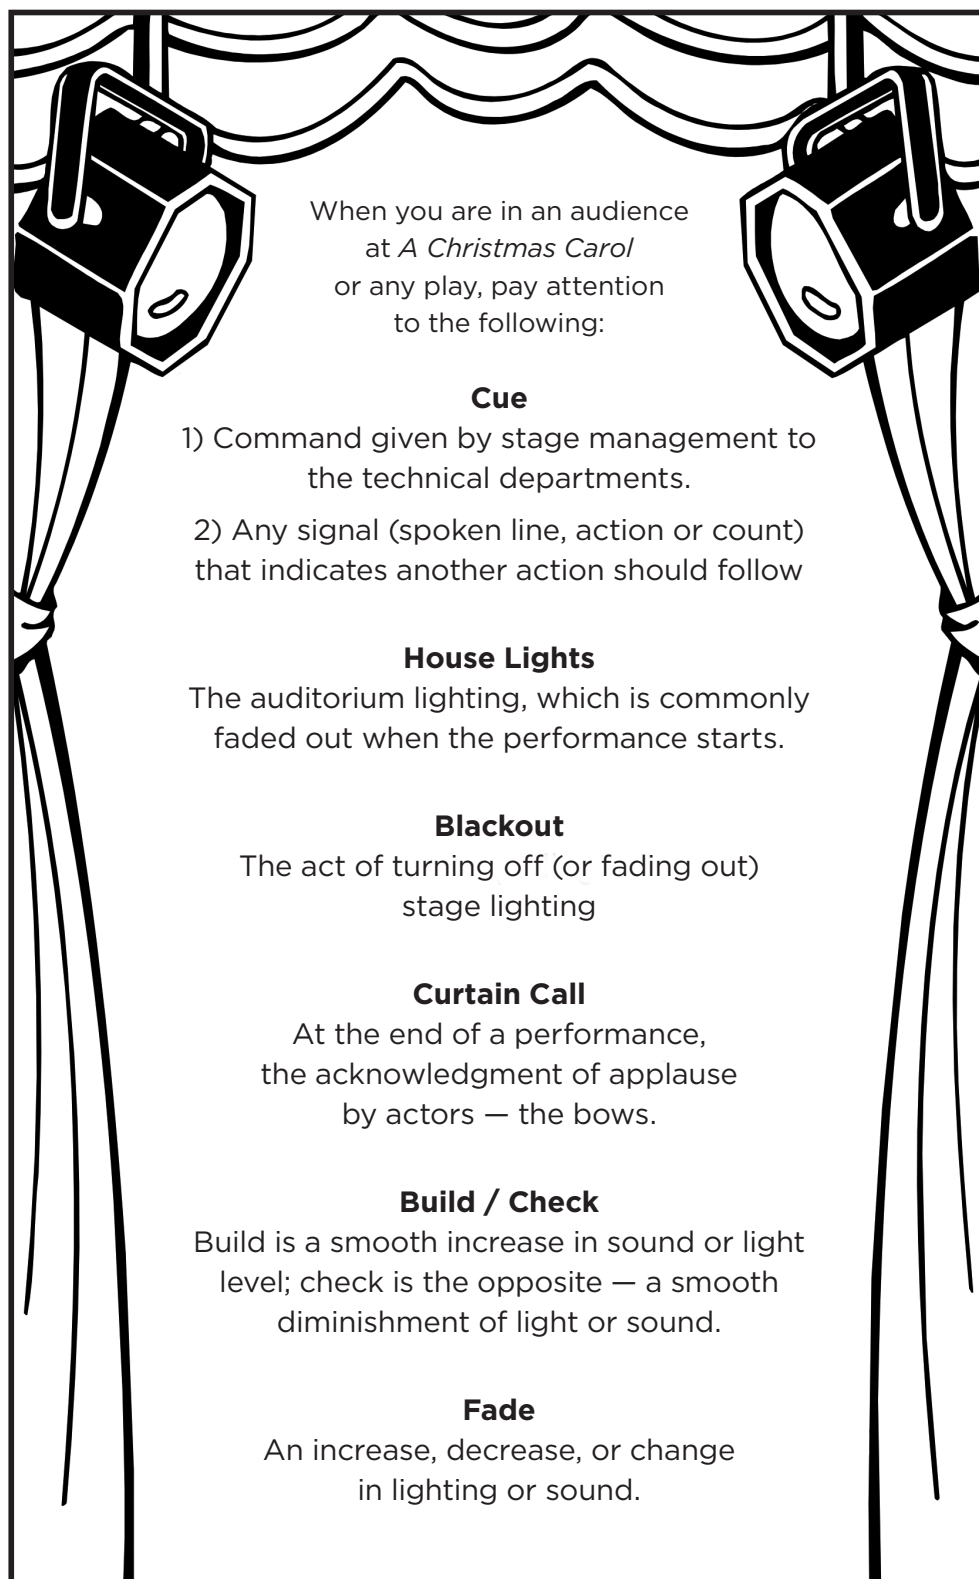 When you are in an audience
at A Christmas Carol
or any play, pay attention
to the following:
Cue
1) Command given by stage management to
the technical departments.
2) Any signal (spoken line, action or count)
that indicates another action should follow
House Lights
The auditorium lighting, which is commonly
faded out when the performance starts.
Blackout
The act of turning off (or fading out)
stage lighting
Curtain Call
At the end of a performance,
the acknowledgment of applause
by actors — the bows.
Build / Check
Build is a smooth increase in sound or light
level; check is the opposite — a smooth
diminishment of light or sound.
Fade
An increase, decrease, or change
in lighting or sound.